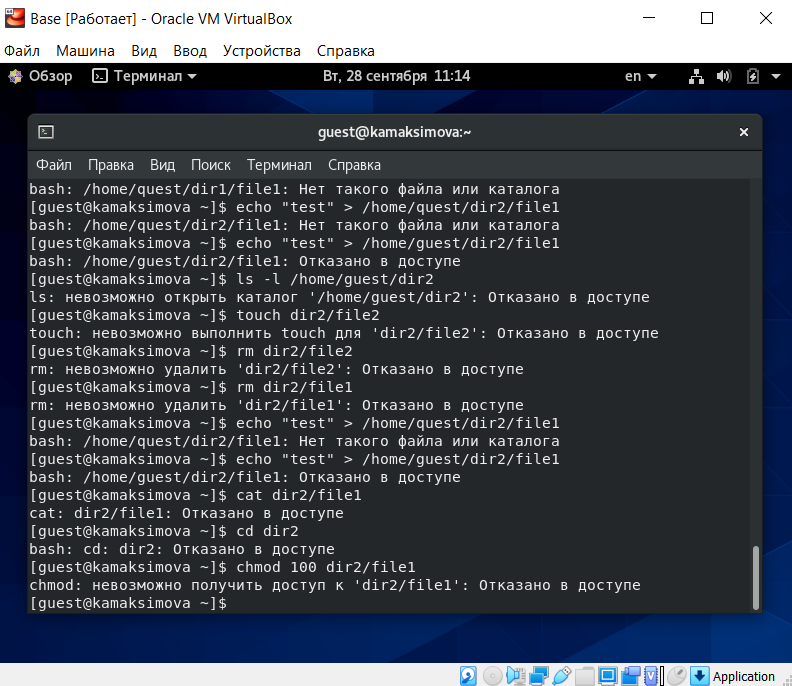 Base [Работает] - Oracle VM VirtualBox
Файл Машина Вид Ввод Устройства Справка
Обзор Терминал Вт, 28 сентября 11:14 en
guest@kamaksimova:~
Файл Правка Вид Поиск Терминал Справка
bash: /home/quest/dir1/file1: Нет такого файла или каталога
[guest@kamaksimova ~]$ echo "test" > /home/quest/dir2/file1
bash: /home/quest/dir2/file1: Нет такого файла или каталога
[guest@kamaksimova ~]$ echo "test" > /home/guest/dir2/file1
bash: /home/guest/dir2/file1: Отказано в доступе
[guest@kamaksimova ~]$ ls -l /home/guest/dir2
ls: невозможно открыть каталог '/home/guest/dir2': Отказано в доступе
[guest@kamaksimova ~]$ touch dir2/file2
touch: невозможно выполнить touch для 'dir2/file2': Отказано в доступе
[guest@kamaksimova ~]$ rm dir2/file2
rm: невозможно удалить 'dir2/file2': Отказано в доступе
[guest@kamaksimova ~]$ rm dir2/file1
rm: невозможно удалить 'dir2/file1': Отказано в доступе
[guest@kamaksimova ~]$ echo "test" > /home/quest/dir2/file1
bash: /home/quest/dir2/file1: Нет такого файла или каталога
[guest@kamaksimova ~]$ echo "test" > /home/guest/dir2/file1
bash: /home/guest/dir2/file1: Отказано в доступе
[guest@kamaksimova ~]$ cat dir2/file1
cat: dir2/file1: Отказано в доступе
[guest@kamaksimova ~]$ cd dir2
bash: cd: dir2: Отказано в доступе
[guest@kamaksimova ~]$ chmod 100 dir2/file1
chmod: невозможно получить доступ к 'dir2/file1': Отказано в доступе
[guest@kamaksimova ~]$
Application